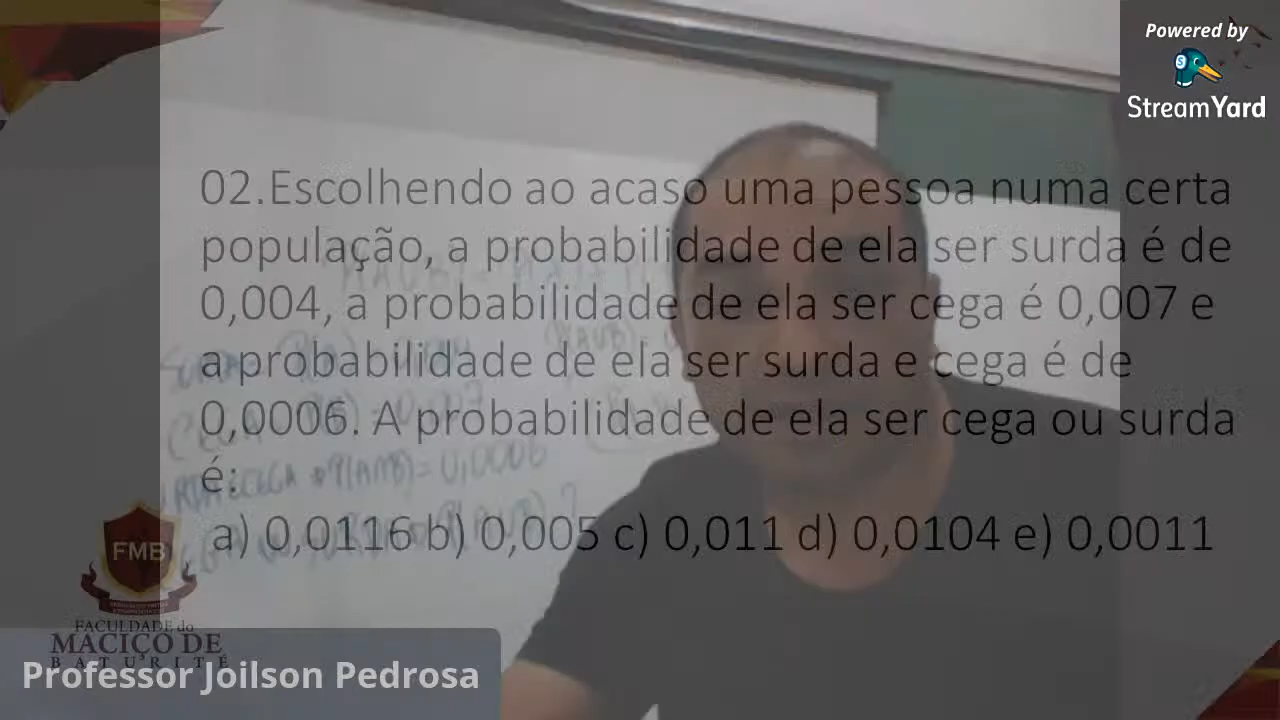 Powered by
StreamYard
02.Escolhendo ao acaso uma pessoa numa certa
população, a probabilidade de ela ser surda é de
0,004, a probabilidade de ela ser cega é 0,007 e
a probabilidade de ela ser surda e cega é de
0,0006. A probabilidade de ela ser cega ou surda
é:
a) 0,0116 b) 0,005 c) 0,011 d) 0,0104 e) 0,0011
FMB
FACULDADE do
MACIÇO DE
BATURITÉ
Professor Joilson Pedrosa